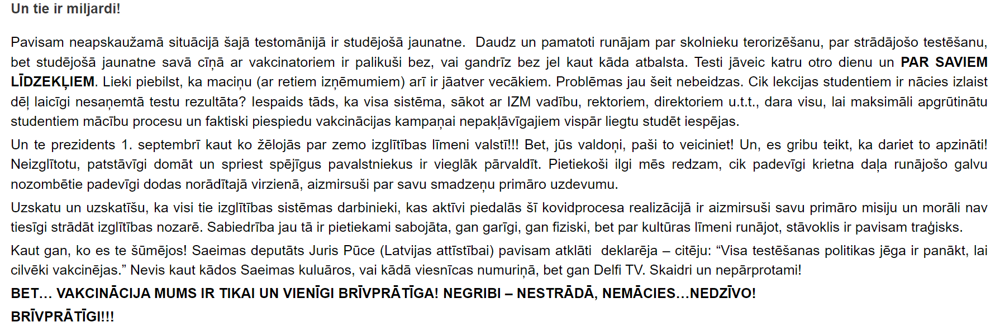 Un tie ir miljardi!
Pavisam neapskaužamā situācijā šajā testomānijā ir studējošā jaunatne.  Daudz un pamatoti runājam par skolnieku terorizēšanu, par strādājošo testēšanu,
bet studējošā jaunatne savā cīņā ar vakcinatoriem ir palikuši bez, vai gandrīz bez jel kaut kāda atbalsta. Testi jāveic katru otro dienu un PAR SAVIEM
LĪDZEKĻIEM. Lieki piebilst, ka maciņu (ar retiem izņēmumiem) arī ir jāatver vecākiem. Problēmas jau šeit nebeidzas. Cik lekcijas studentiem ir nācies izlaist
dēļ laicīgi nesaņemtā testu rezultāta? Iespaids tāds, ka visa sistēma, sākot ar IZM vadību, rektoriem, direktoriem u.t.t., dara visu, lai maksimāli apgrūtinātu
studentiem mācību procesu un faktiski piespiedu vakcinācijas kampaņai nepakļāvīgajiem vispār liegtu studēt iespējas.
Un te prezidents 1. septembrī kaut ko žēlojās par zemo izglītības līmeni valstī!!! Bet, jūs valdoņi, paši to veiciniet! Un, es gribu teikt, ka dariet to apzināti!
Neizglītotu, patstāvīgi domāt un spriest spējīgus pavalstniekus ir vieglāk pārvaldīt. Pietiekoši ilgi mēs redzam, cik padevīgi krietna daļa runājošo galvu
nozombētie padevīgi dodas norādītajā virzienā, aizmirsuši par savu smadzeņu primāro uzdevumu.
Uzskatu un uzskatīšu, ka visi tie izglītības sistēmas darbinieki, kas aktīvi piedalās šī kovidprocesa realizācijā ir aizmirsuši savu primāro misiju un morāli nav
tiesīgi strādāt izglītības nozarē. Sabiedrība jau tā ir pietiekami sabojāta, gan garīgi, gan fiziski, bet par kultūras līmeni runājot, stāvoklis ir pavisam traģisks.
Kaut gan, ko es te šūmējos! Saeimas deputāts Juris Pūce (Latvijas attīstībai) pavisam atklāti  deklarēja – citēju: “Visa testēšanas politikas jēga ir panākt, lai
cilvēki vakcinējas.” Nevis kaut kādos Saeimas kuluāros, vai kādā viesnīcas numuriņā, bet gan Delfi TV. Skaidri un nepārprotami!
BET… VAKCINĀCIJA MUMS IR TIKAI UN VIENĪGI BRĪVPRĀTĪGA! NEGRIBI – NESTRĀDĀ, NEMĀCIES…NEDZĪVO!
BRĪVPRĀTĪGI!!!